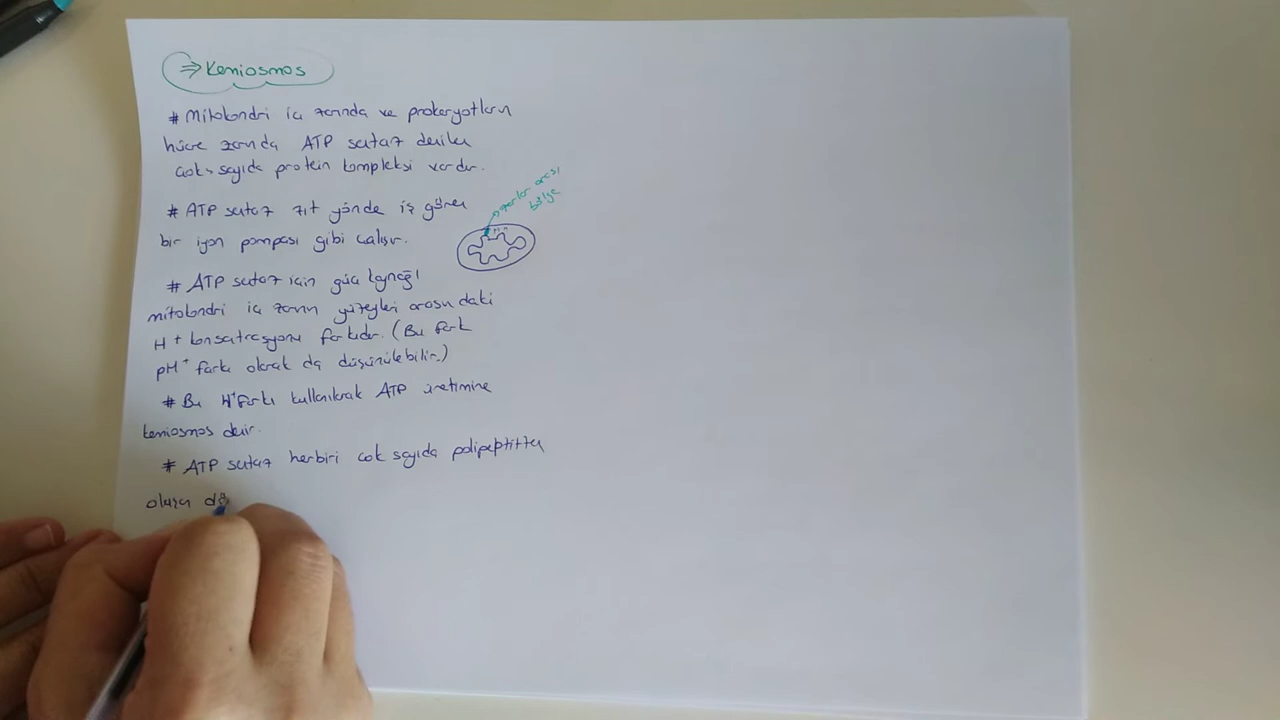 ⇒ Kemiosmos
# Mitokondri iç zarında ve prokaryotların
hücre zarında ATP sentaz denilen
çok sayıda protein kompleksi vardır.
# ATP sentaz zıt yönde iş gören
bir iyon pompası gibi çalışır.
zarlar arası
bölge
# ATP sentaz için güç kaynağı
mitokondri iç zarın yüzeyleri arasındaki
H+ konsatrasyonu farkıdır. (Bu fark
pH+ farkı olarak da düşünülebilir.)
# Bu H+ farkı kullanılarak ATP üretimine
kemiosmos denir.
# ATP sentaz herbiri çok sayıda polipeptitten
oluşan dö